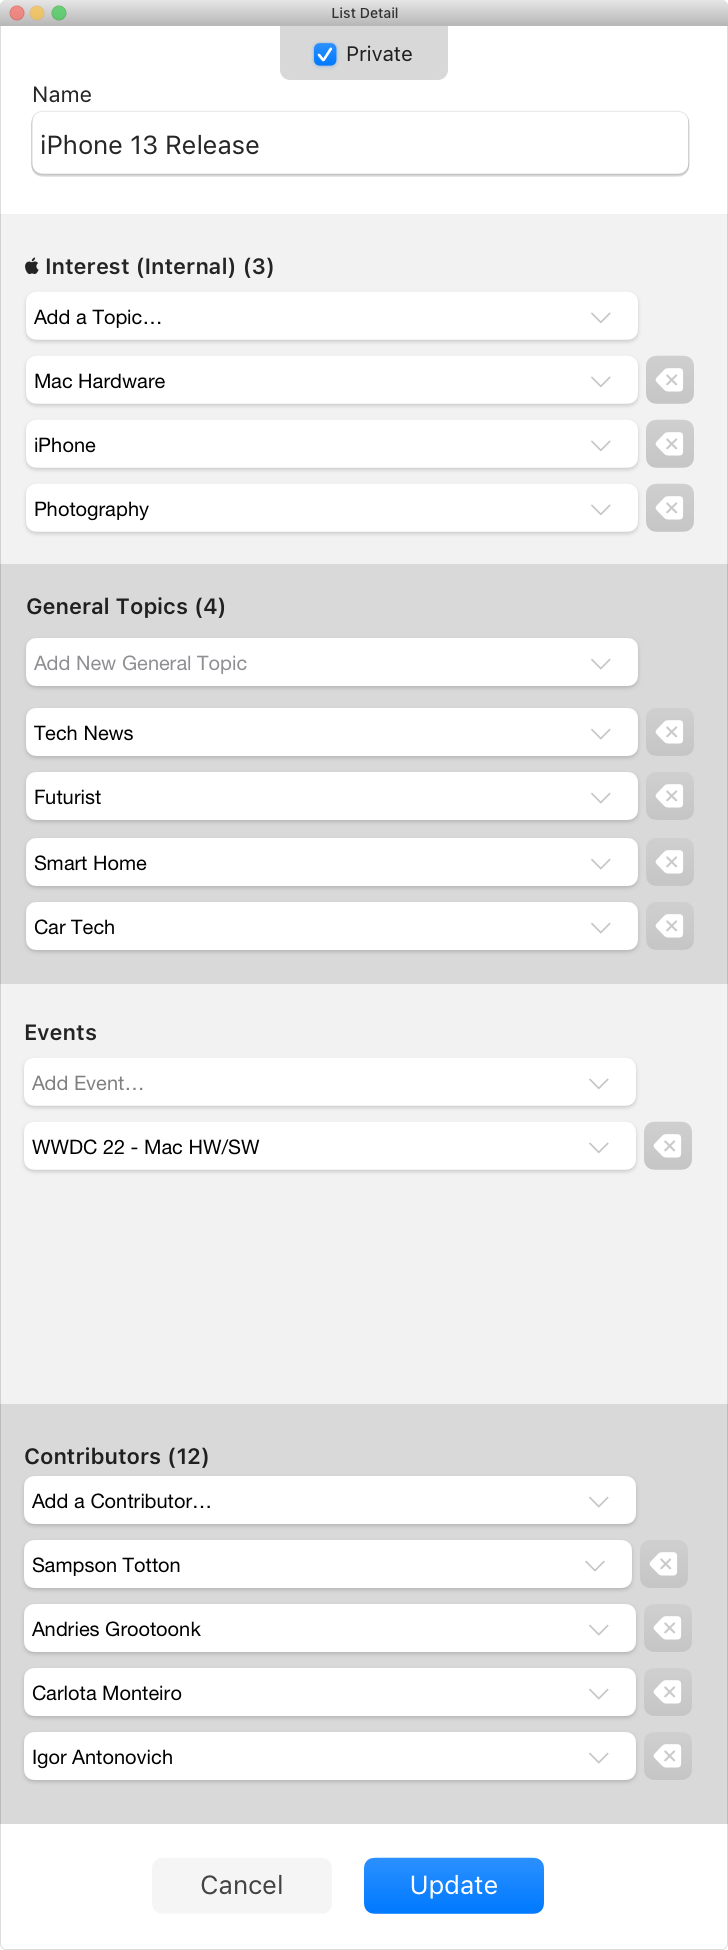 List Detail
Private
Name
iPhone 13 Release
Interest (Internal) (3)
Add a Topic…
Mac Hardware
iPhone
Photography
General Topics (4)
Add New General Topic
Tech News
Futurist
Smart Home
Car Tech
Events
Add Event…
WWDC 22 - Mac HW/SW
Contributors (12)
Add a Contributor…
Sampson Totton
Andries Grootoonk
Carlota Monteiro
Igor Antonovich
Cancel
Update